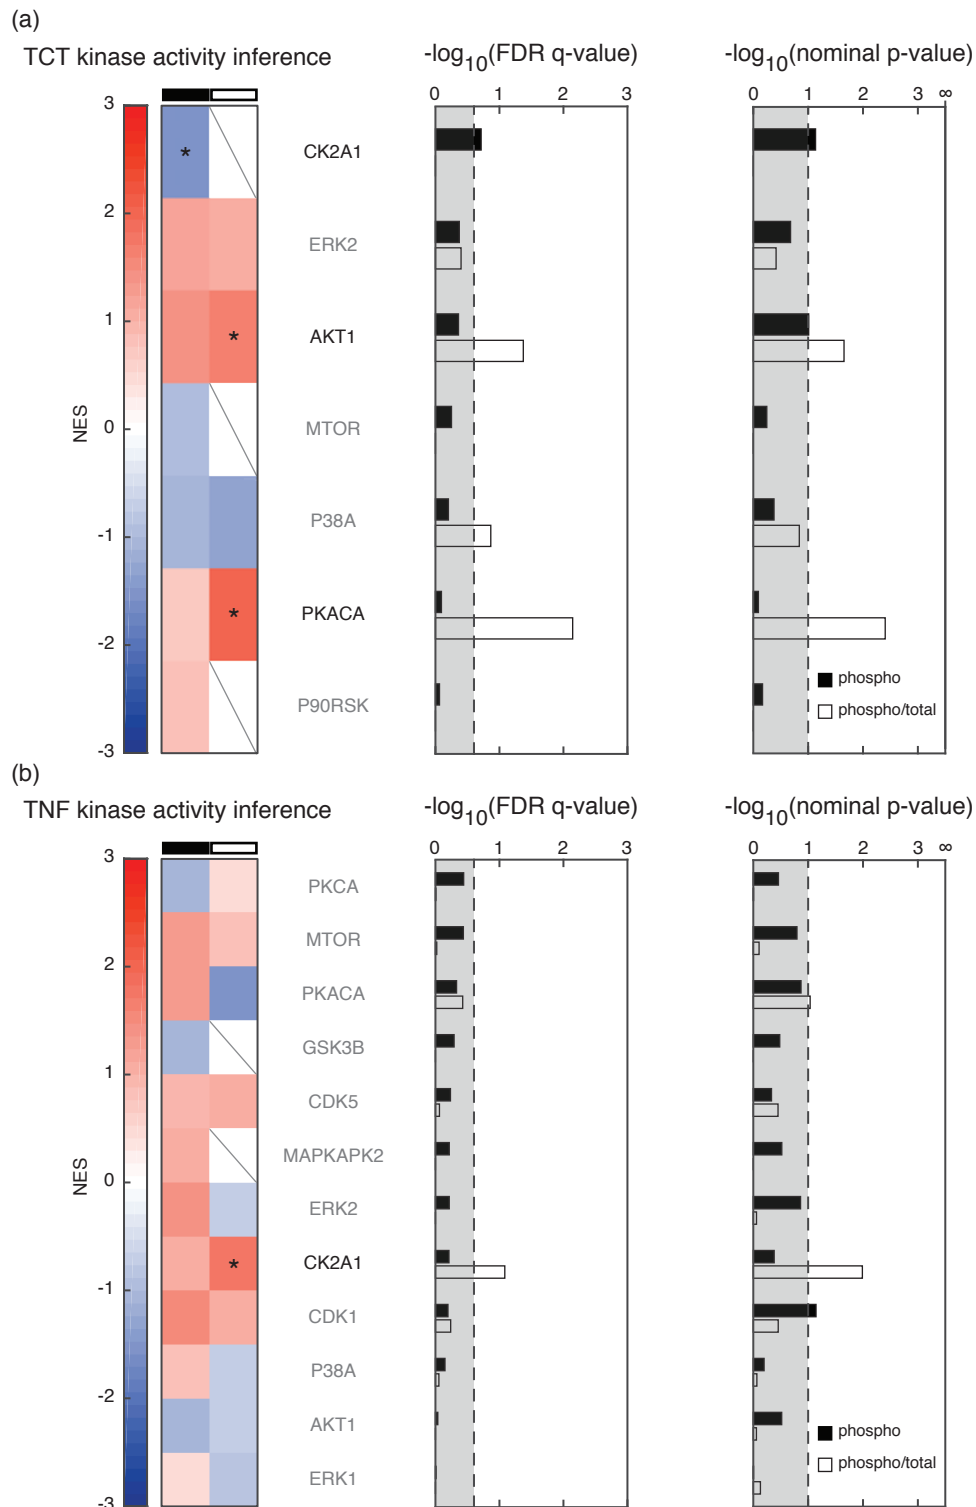 (a)
TCT kinase activity inference
-log10(FDR q-value)
-log10(nominal p-value)
0 1 2 3
0 1 2 3 ∞
3
2
1
0
-1
-2
-3
NES
*
*
*
CK2A1
ERK2
AKT1
MTOR
P38A
PKACA
P90RSK
phospho
phospho/total
(b)
TNF kinase activity inference
-log10(FDR q-value)
-log10(nominal p-value)
0 1 2 3
0 1 2 3 ∞
3
2
1
0
-1
-2
-3
NES
*
PKCA
MTOR
PKACA
GSK3B
CDK5
MAPKAPK2
ERK2
CK2A1
CDK1
P38A
AKT1
ERK1
phospho
phospho/total